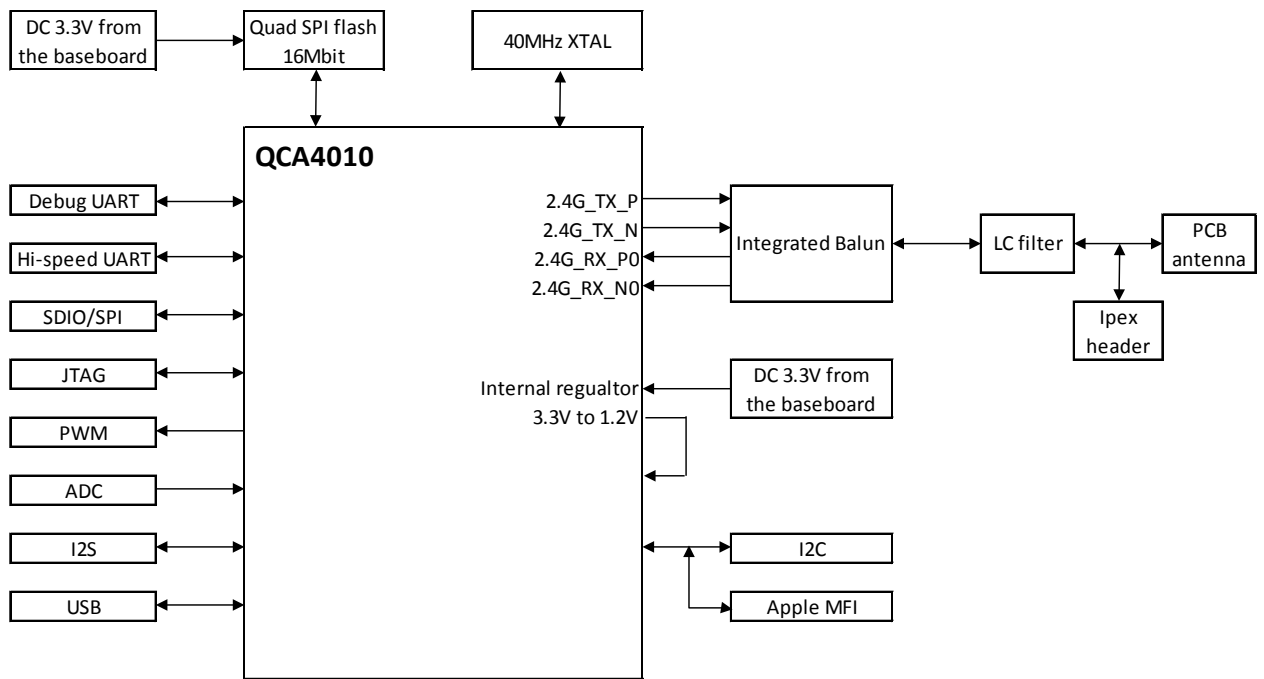 DC 3.3V from
the baseboard
Quad SPI flash
16Mbit
40MHz XTAL
QCA4010
Debug UART
Hi-speed UART
SDIO/SPI
JTAG
PWM
ADC
I2S
USB
2.4G_TX_P
2.4G_TX_N
2.4G_RX_P0
2.4G_RX_N0
Integrated Balun
LC filter
PCB
antenna
Ipex
header
Internal regualtor
3.3V to 1.2V
DC 3.3V from
the baseboard
I2C
Apple MFI